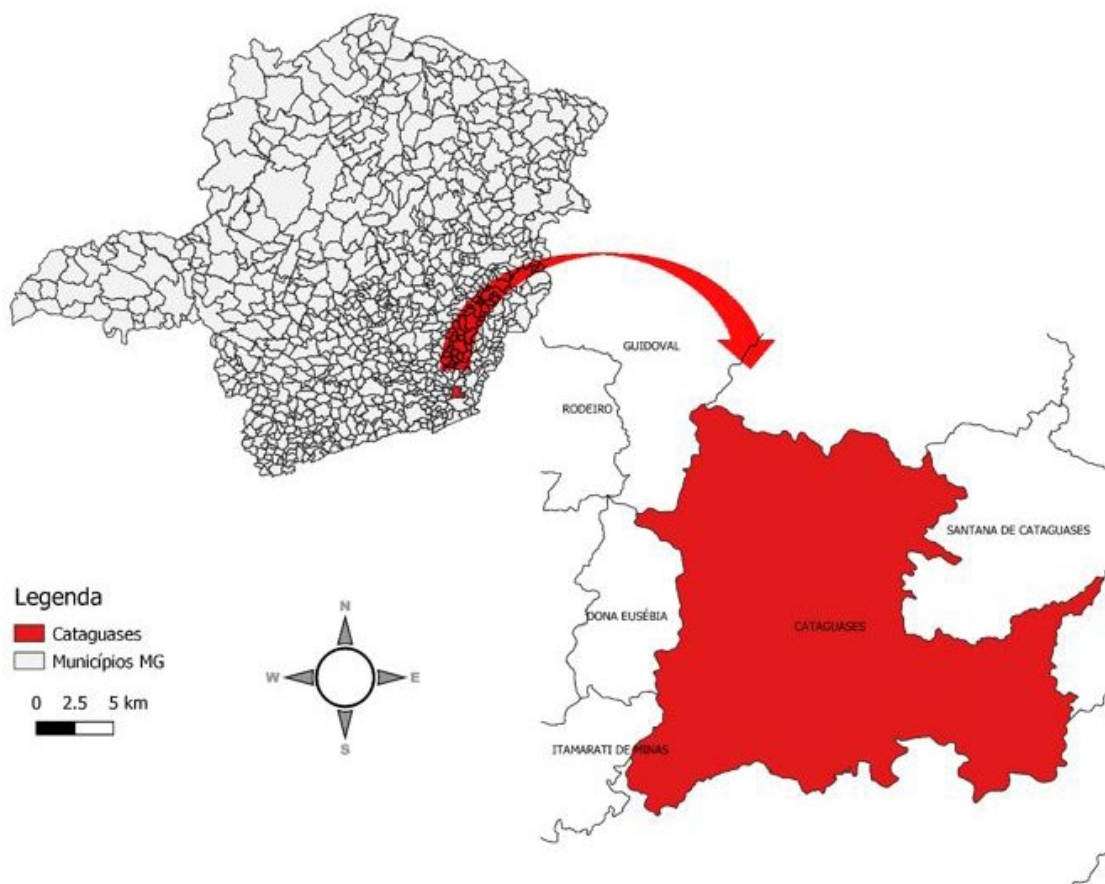 GUIDOVAL
RODEIRO
SANTANA DE CATAGUASES
DONA EUSÉBIA
CATAGUASES
ITAMARATI DE MINAS
Legenda
Cataguases
Municípios MG
0 2.5 5 km
N
W E
S